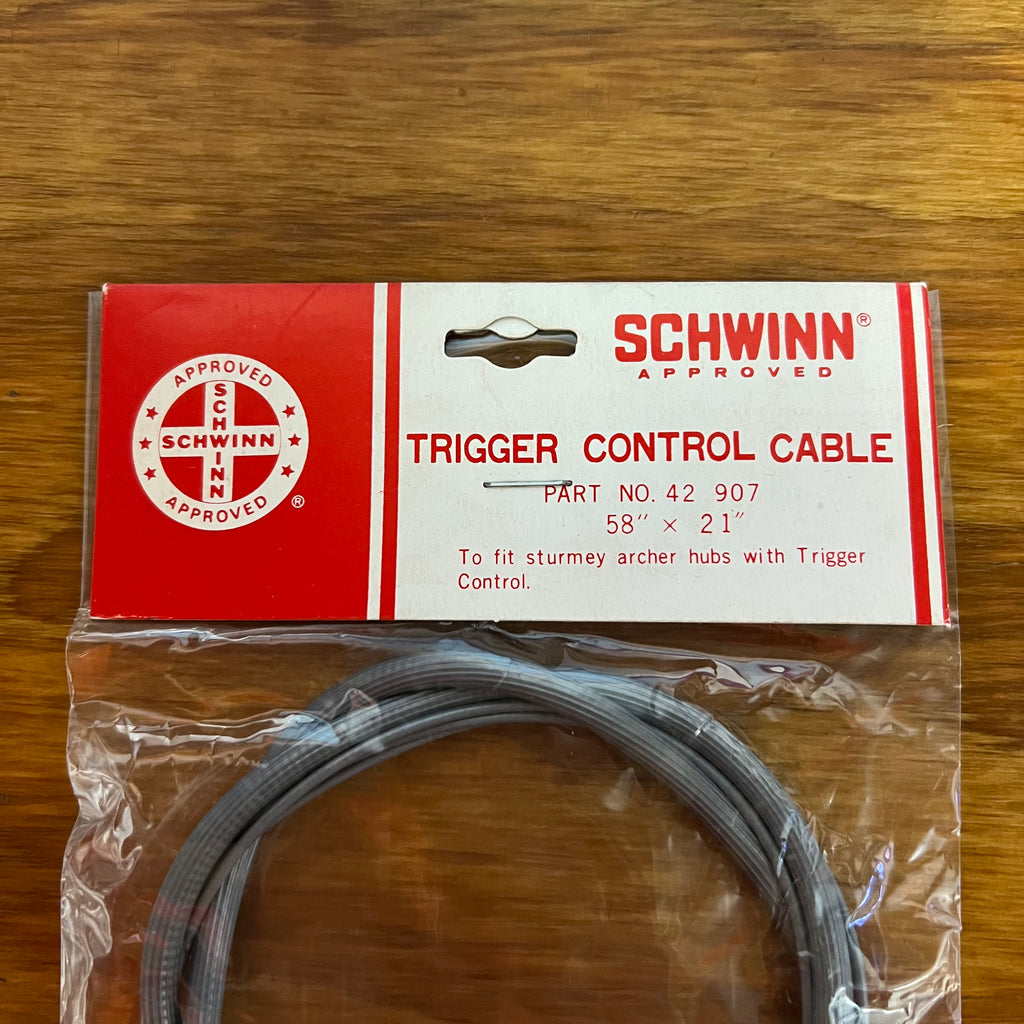 APPROVED
SCHWINN
SCHWINN
APPROVED
®
SCHWINN®
APPROVED
TRIGGER CONTROL CABLE
PART NO. 42 907
58" × 21"
To fit sturmey archer hubs with Trigger
Control.